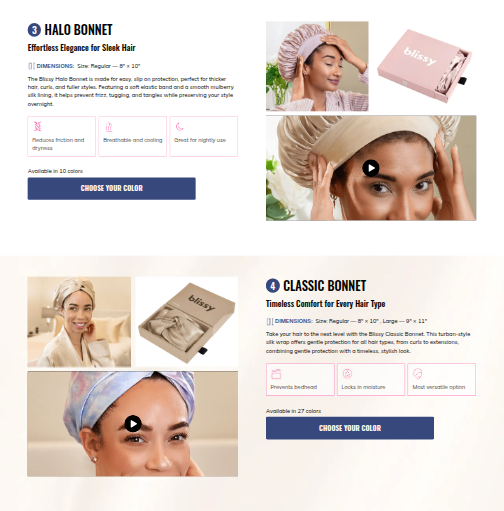 3 HALO BONNET
Effortless Elegance for Sleek Hair
DIMENSIONS: Size: Regular — 8" × 10"
The Blissy Halo Bonnet is made for easy, slip on protection, perfect for thicker
hair, curls, and fuller styles. Featuring a soft elastic band and a smooth mulberry
silk lining, it helps prevent frizz, tugging, and tangles while preserving your style
overnight.
Reduces friction and
dryness
Breathable and cooling
Great for nightly use
Available in 10 colors
CHOOSE YOUR COLOR
blissy
blissy
4 CLASSIC BONNET
Timeless Comfort for Every Hair Type
DIMENSIONS: Size: Regular — 8" × 10" , Large — 9" × 11"
Take your hair to the next level with the Blissy Classic Bonnet. This turban-style
silk wrap offers gentle protection for all hair types, from curls to extensions,
combining gentle protection with a timeless, stylish look.
Prevents bedhead
Locks in moisture
Most versatile option
Available in 27 colors
CHOOSE YOUR COLOR